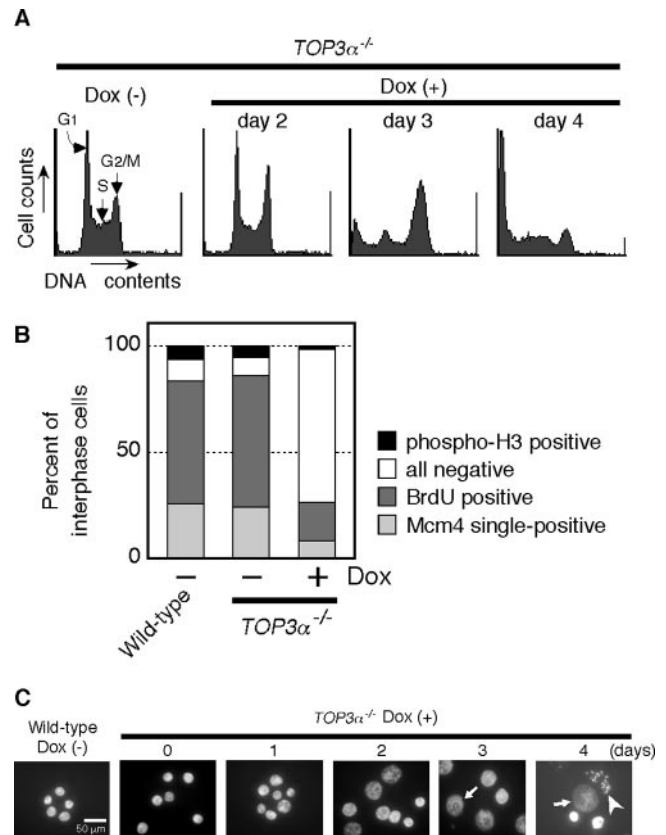 A
TOP3α-/-
Dox (-)
Dox (+)
day 2
day 3
day 4
G1
G2/M
S
Cell counts
DNA contents
B
100
50
0
Percent of
interphase cells
phospho-H3 positive
all negative
BrdU positive
Mcm4 single-positive
− − + Dox
Wild-type
TOP3α-/-
C
Wild-type
Dox (-)
TOP3α-/- Dox (+)
0 1 2 3 4 (days)
50 µm